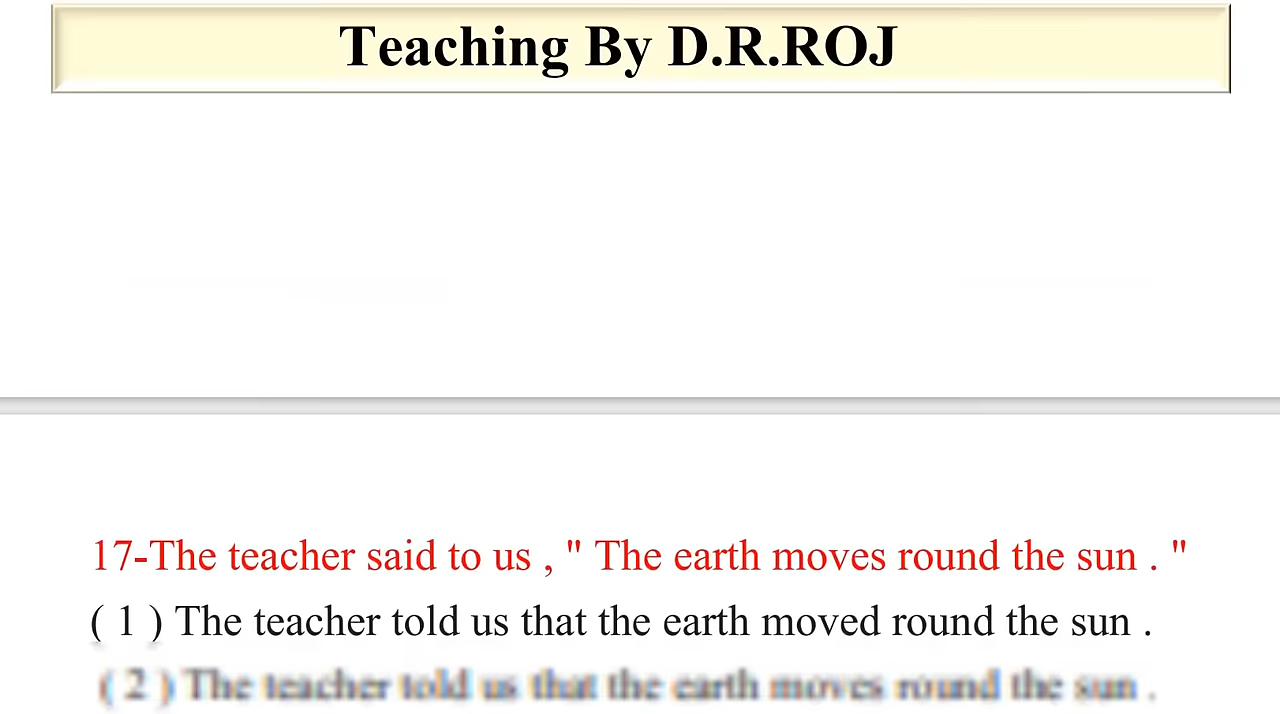 Teaching By D.R.ROJ
17-The teacher said to us , " The earth moves round the sun . "
( 1 ) The teacher told us that the earth moved round the sun .
( 2 ) The teacher told us that the earth moves round the sun .